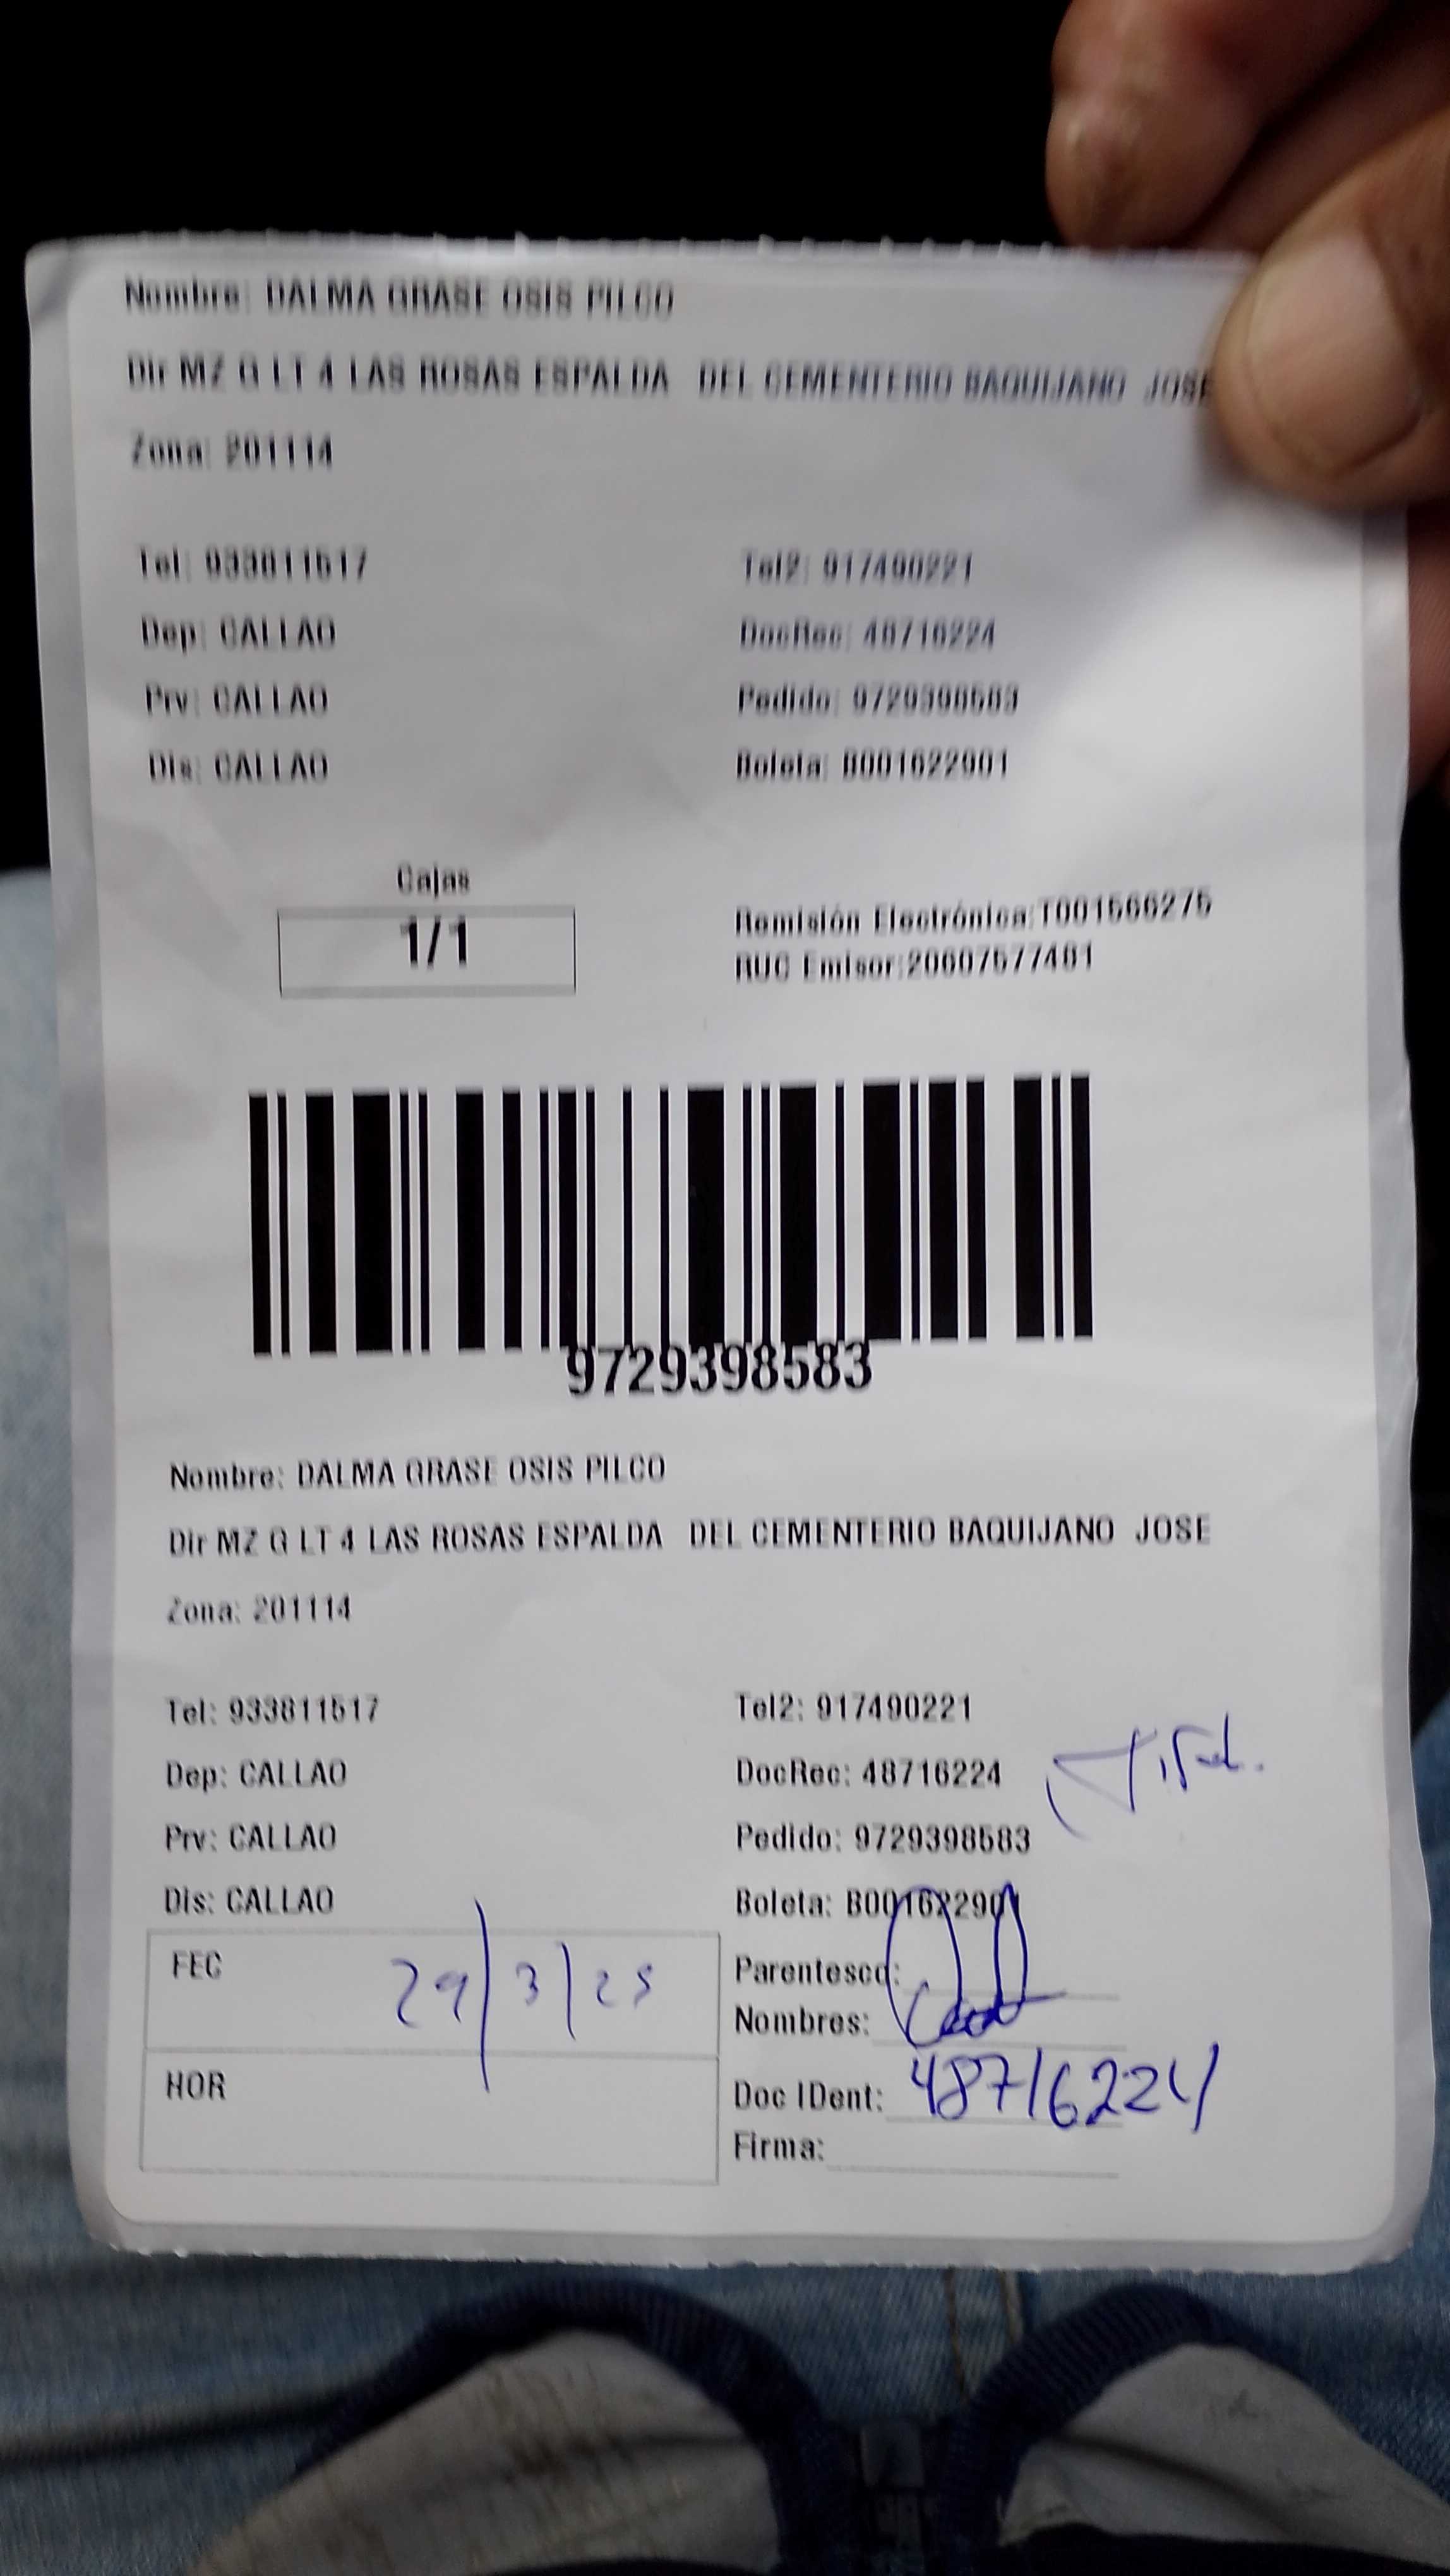 Nombre: DALMA GRASE OSIS PILCO
Dir MZ G LT 4 LAS ROSAS ESPALDA DEL CEMENTERIO BAQUIJANO JOSE
Zona: 201114
Tel: 933811517 Tel2: 917490221
Dep: CALLAO DocRec: 48716224
Prv: CALLAO Pedido: 9729398583
Dis: CALLAO Boleta: B001622901
Cajas
1/1
Remisión Electrónica:T001566275
RUC Emisor:20607577481
9729398583
Nombre: DALMA GRASE OSIS PILCO
Dir MZ G LT 4 LAS ROSAS ESPALDA DEL CEMENTERIO BAQUIJANO JOSE
Zona: 201114
Tel: 933811517 Tel2: 917490221
Dep: CALLAO DocRec: 48716224
Prv: CALLAO Pedido: 9729398583
Dis: CALLAO Boleta: B001622901
FEC 29/3/25
Parentesco:
Nombres:
HOR
Doc IDent: 48716224
Firma: